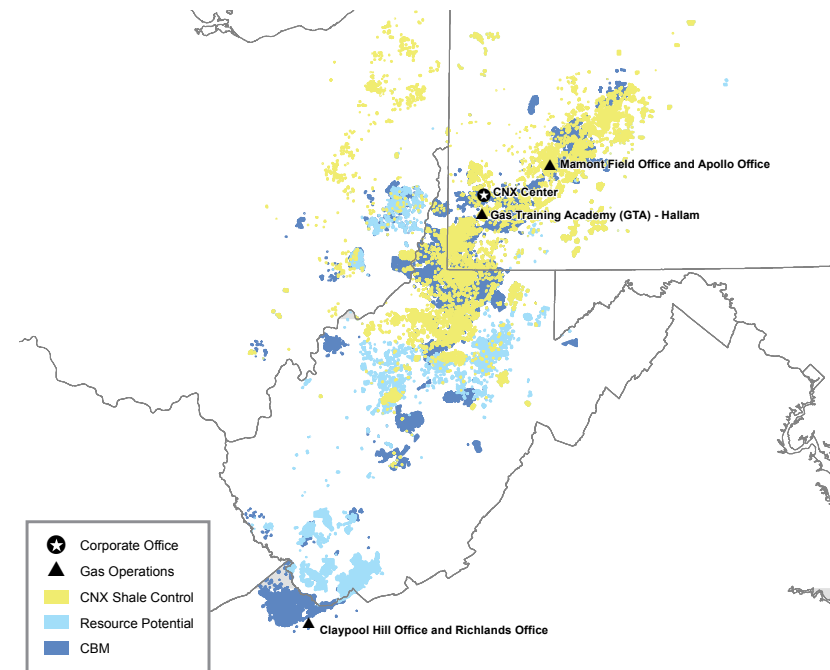 Mamont Field Office and Apollo Office
CNX Center
Gas Training Academy (GTA) - Hallam
Corporate Office
Gas Operations
CNX Shale Control
Resource Potential
CBM
Claypool Hill Office and Richlands Office